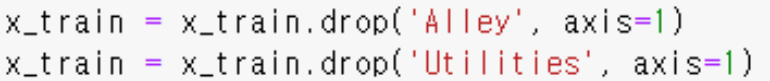 x_train = x_train.drop('Alley', axis=1)
x_train = x_train.drop('Utilities', axis=1)